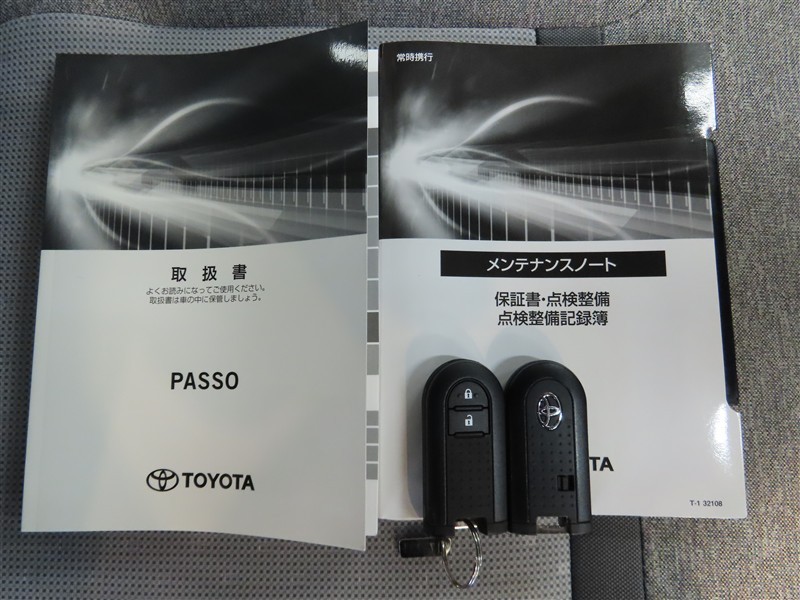 取扱書
よくお読みになってご使用ください。
取扱書は車の中に保管しましょう。
PASSO
TOYOTA
常時携行
メンテナンスノート
保証書・点検整備
点検整備記録簿
TA
T-1 32108